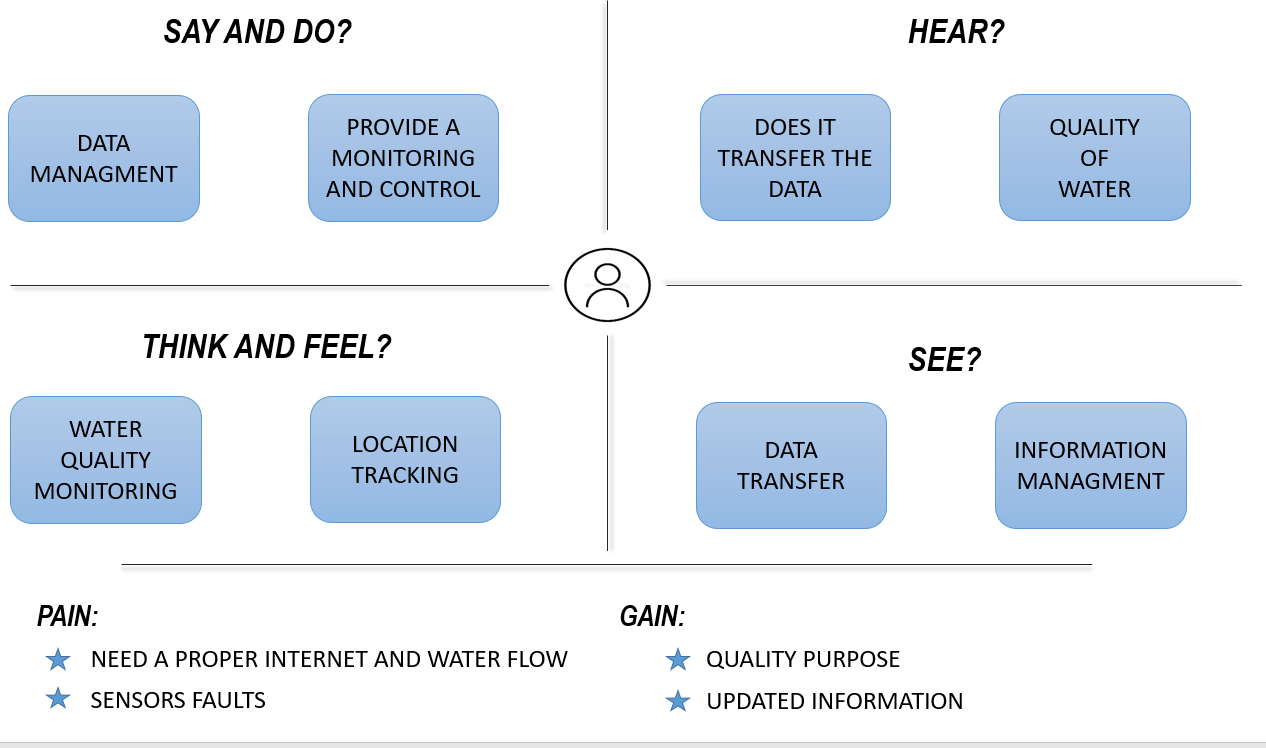 SAY AND DO?
DATA
MANAGMENT
PROVIDE A
MONITORING
AND CONTROL
HEAR?
DOES IT
TRANSFER THE
DATA
QUALITY
OF
WATER
THINK AND FEEL?
WATER
QUALITY
MONITORING
LOCATION
TRACKING
SEE?
DATA
TRANSFER
INFORMATION
MANAGMENT
PAIN:
NEED A PROPER INTERNET AND WATER FLOW
SENSORS FAULTS
GAIN:
QUALITY PURPOSE
UPDATED INFORMATION